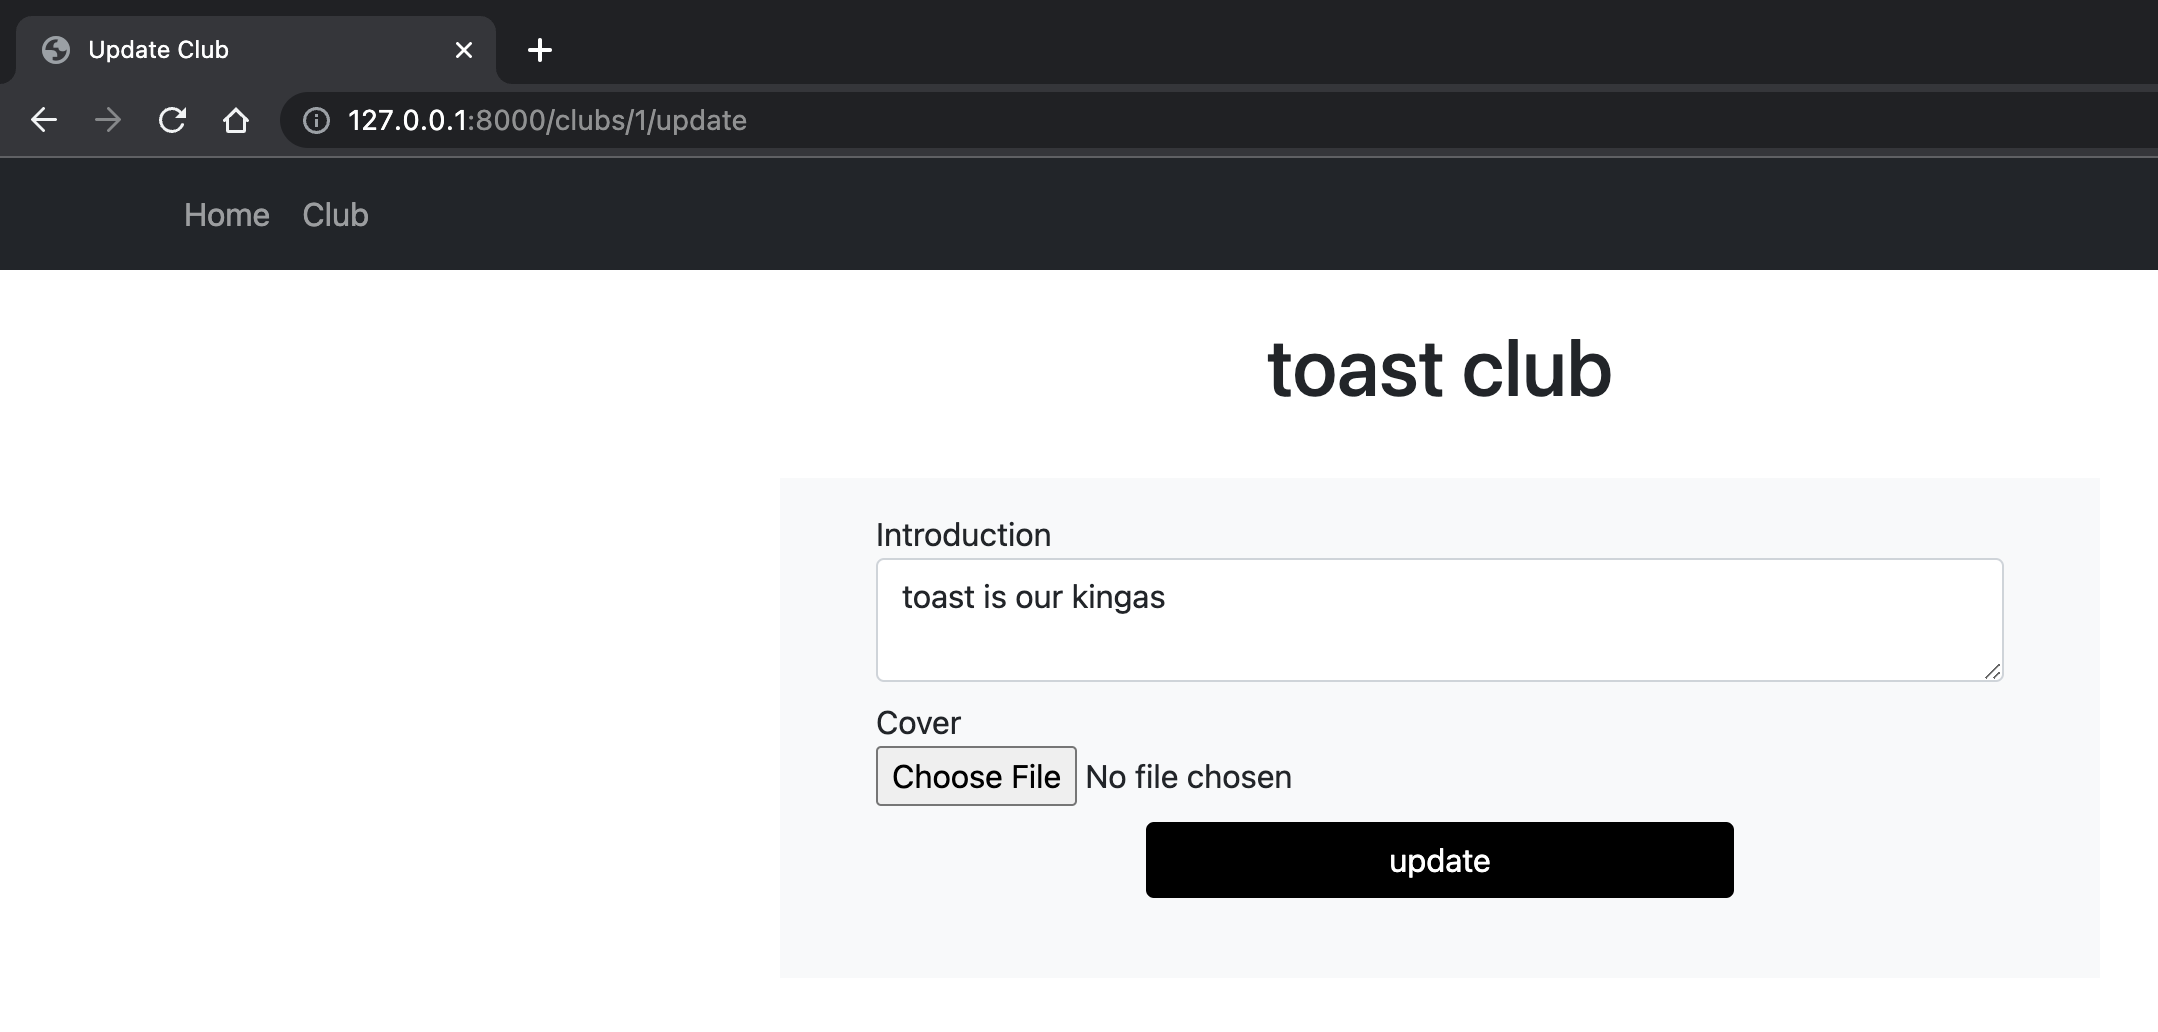 Update Club
127.0.0.1:8000/clubs/1/update
Home Club
toast club
Introduction
toast is our kingas
Cover
Choose File No file chosen
update